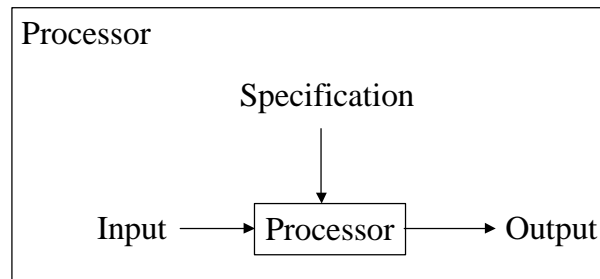 Processor
Specification
Input
Processor
Output